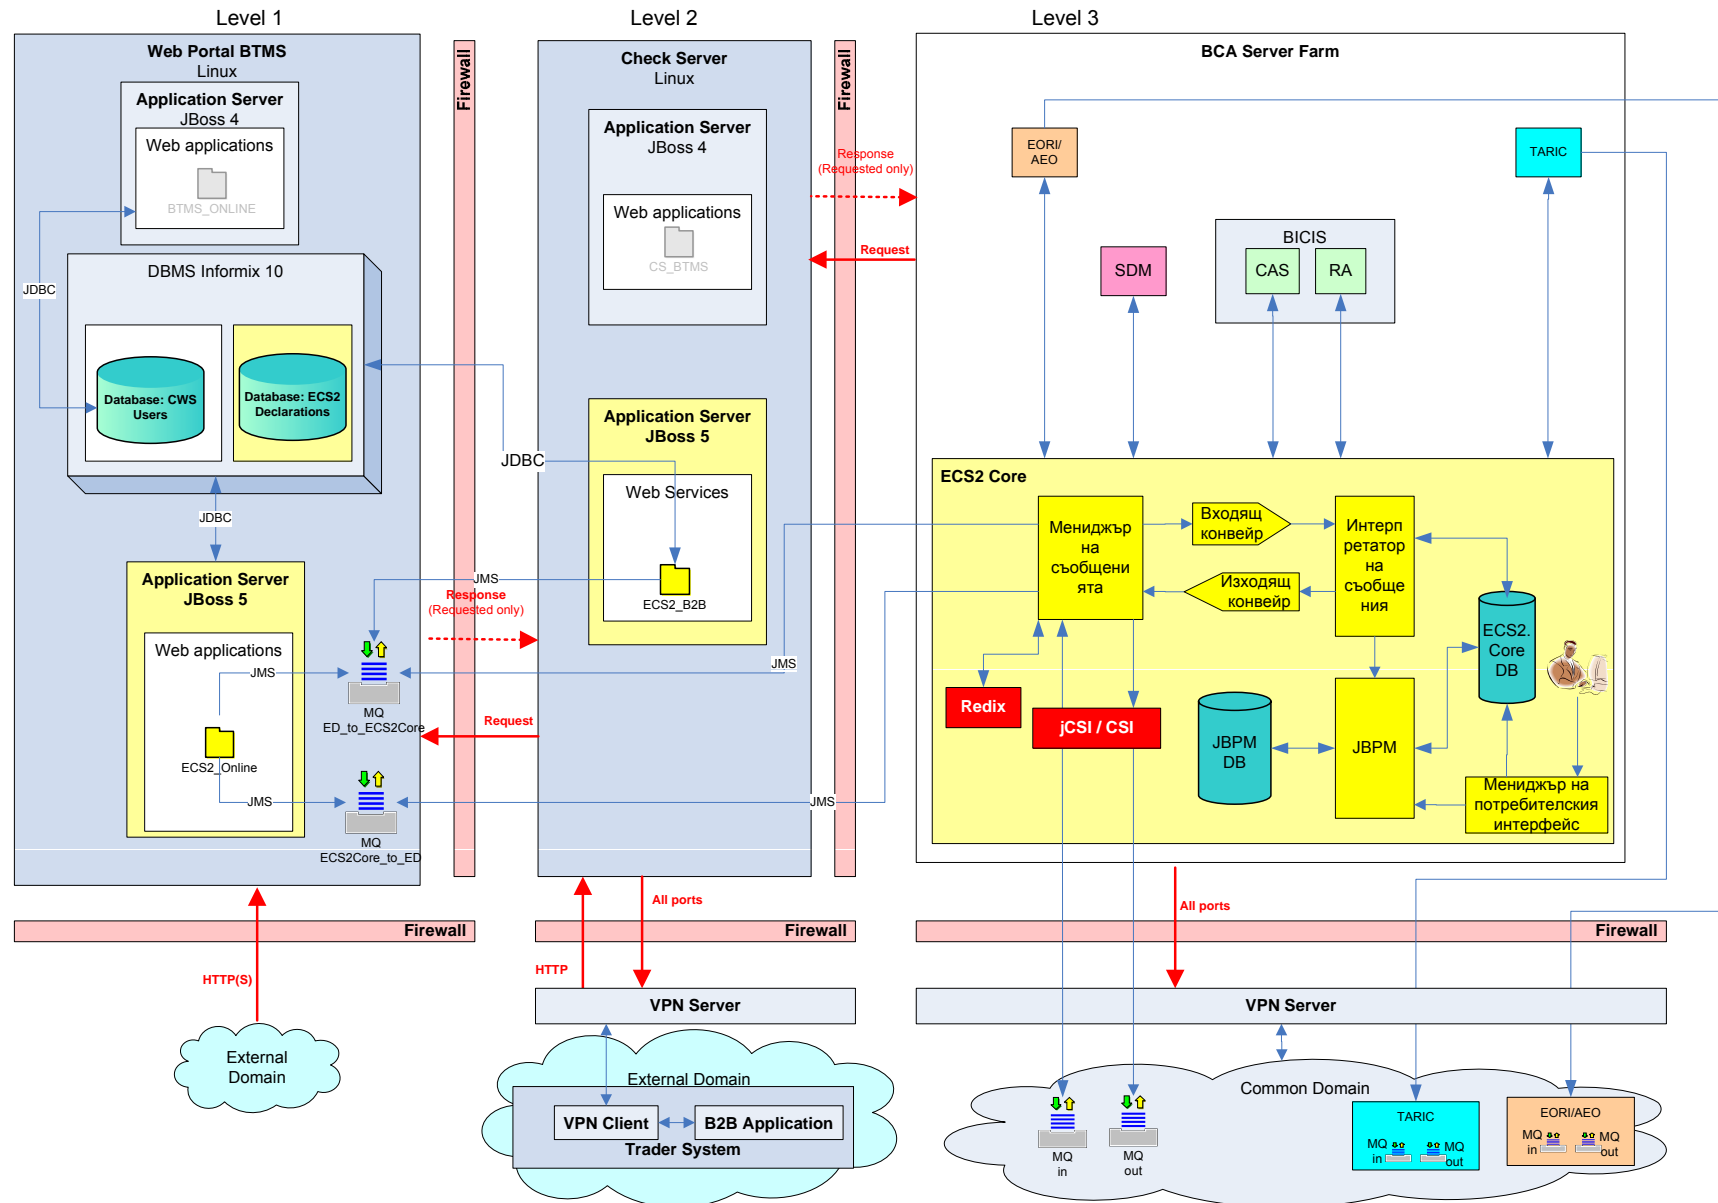 Level 1
Level 2
Level 3
Web Portal BTMS
Linux
Application Server
JBoss 4
Web applications
BTMS_ONLINE
JDBC
DBMS Informix 10
Database: CWS
Users
Database: ECS2
Declarations
JDBC
Application Server
JBoss 5
Web applications
JMS
ECS2_Online
JMS
MQ
ED_to_ECS2Core
MQ
ECS2Core_to_ED
Firewall
Response
(Requested only)
Request
JMS
JDBC
Check Server
Linux
Application Server
JBoss 4
Web applications
CS_BTMS
Application Server
JBoss 5
Web Services
ECS2_B2B
JMS
JMS
Firewall
Response
(Requested only)
Request
BCA Server Farm
EORI/
AEO
TARIC
SDM
BICIS
CAS
RA
ECS2 Core
Мениджър
на
съобщени
ята
Входящ
конвейр
Изходящ
конвейр
Интерп
ретатор
на
съобще
ния
ECS2.
Core
DB
Redix
jCSI / CSI
JBPM
DB
JBPM
Мениджър на
потребителския
интерфейс
Firewall
HTTP(S)
External
Domain
All ports
Firewall
HTTP
VPN Server
External Domain
VPN Client
B2B Application
Trader System
All ports
Firewall
VPN Server
Common Domain
MQ
in
MQ
out
TARIC
MQ
in
MQ
out
EORI/AEO
MQ
in
MQ
out